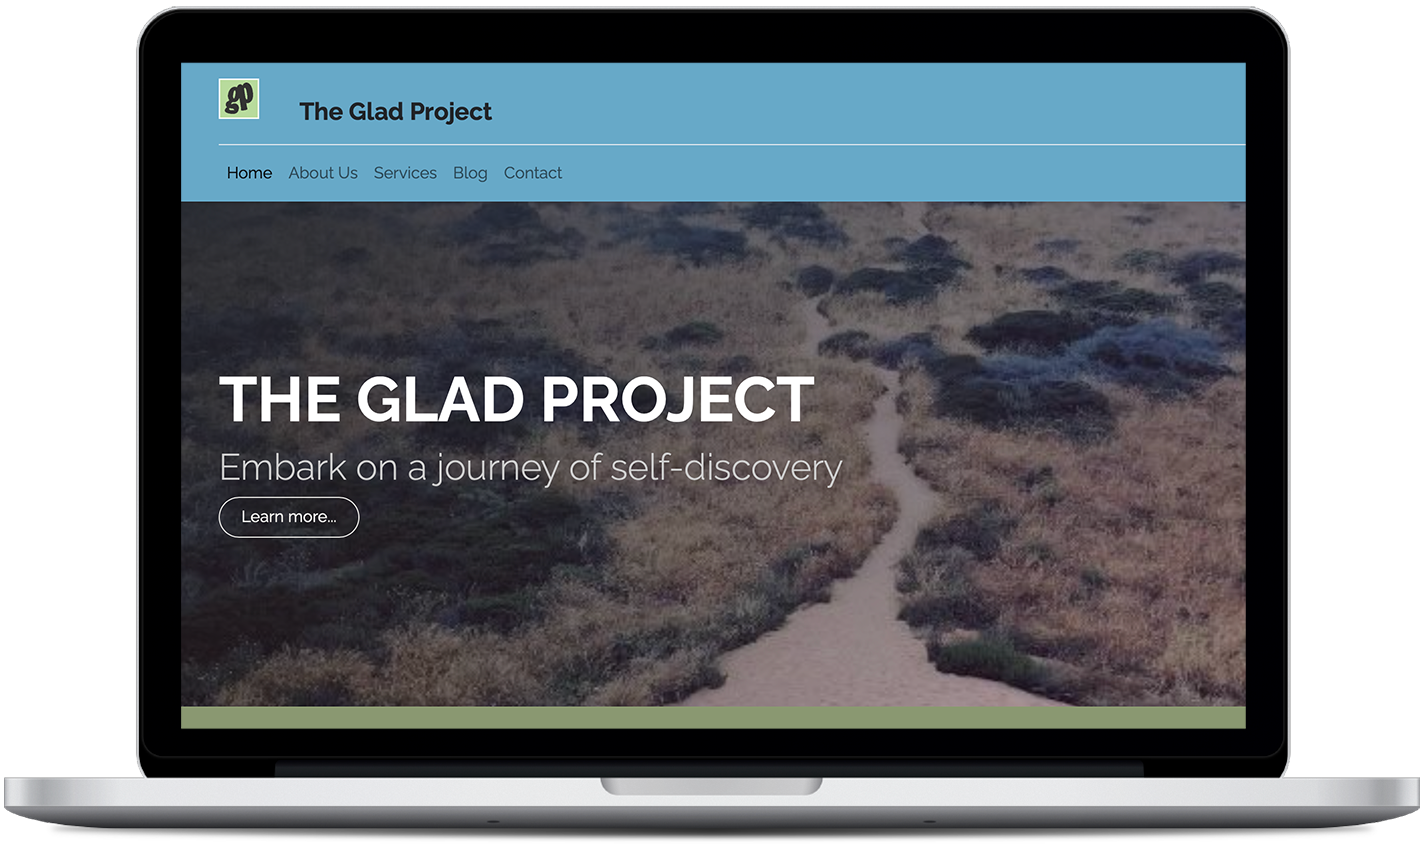 gp
The Glad Project
Home About Us Services Blog Contact
THE GLAD PROJECT
Embark on a journey of self-discovery
Learn more...